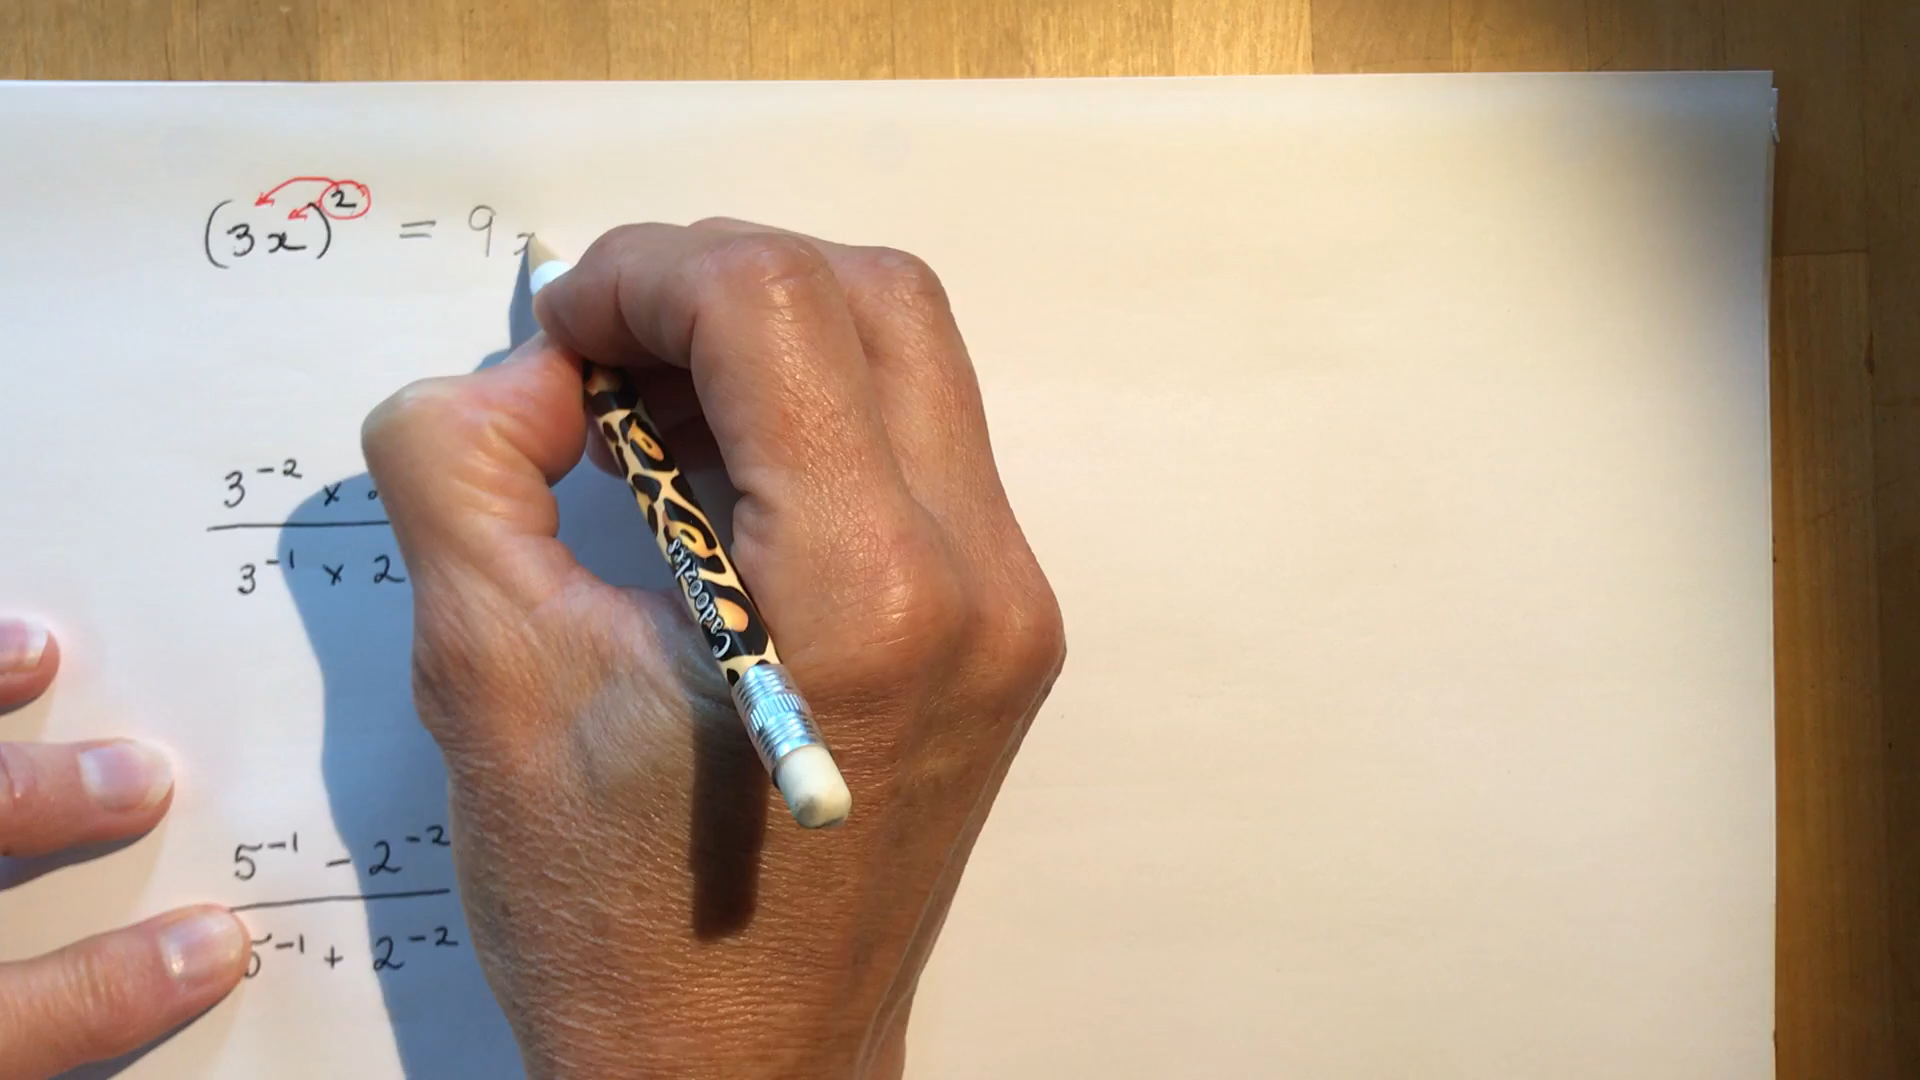 (3x)² = 9x
3⁻² ×
3⁻¹ × 2
Cadoozles
5⁻¹ - 2⁻²
5⁻¹ + 2⁻²